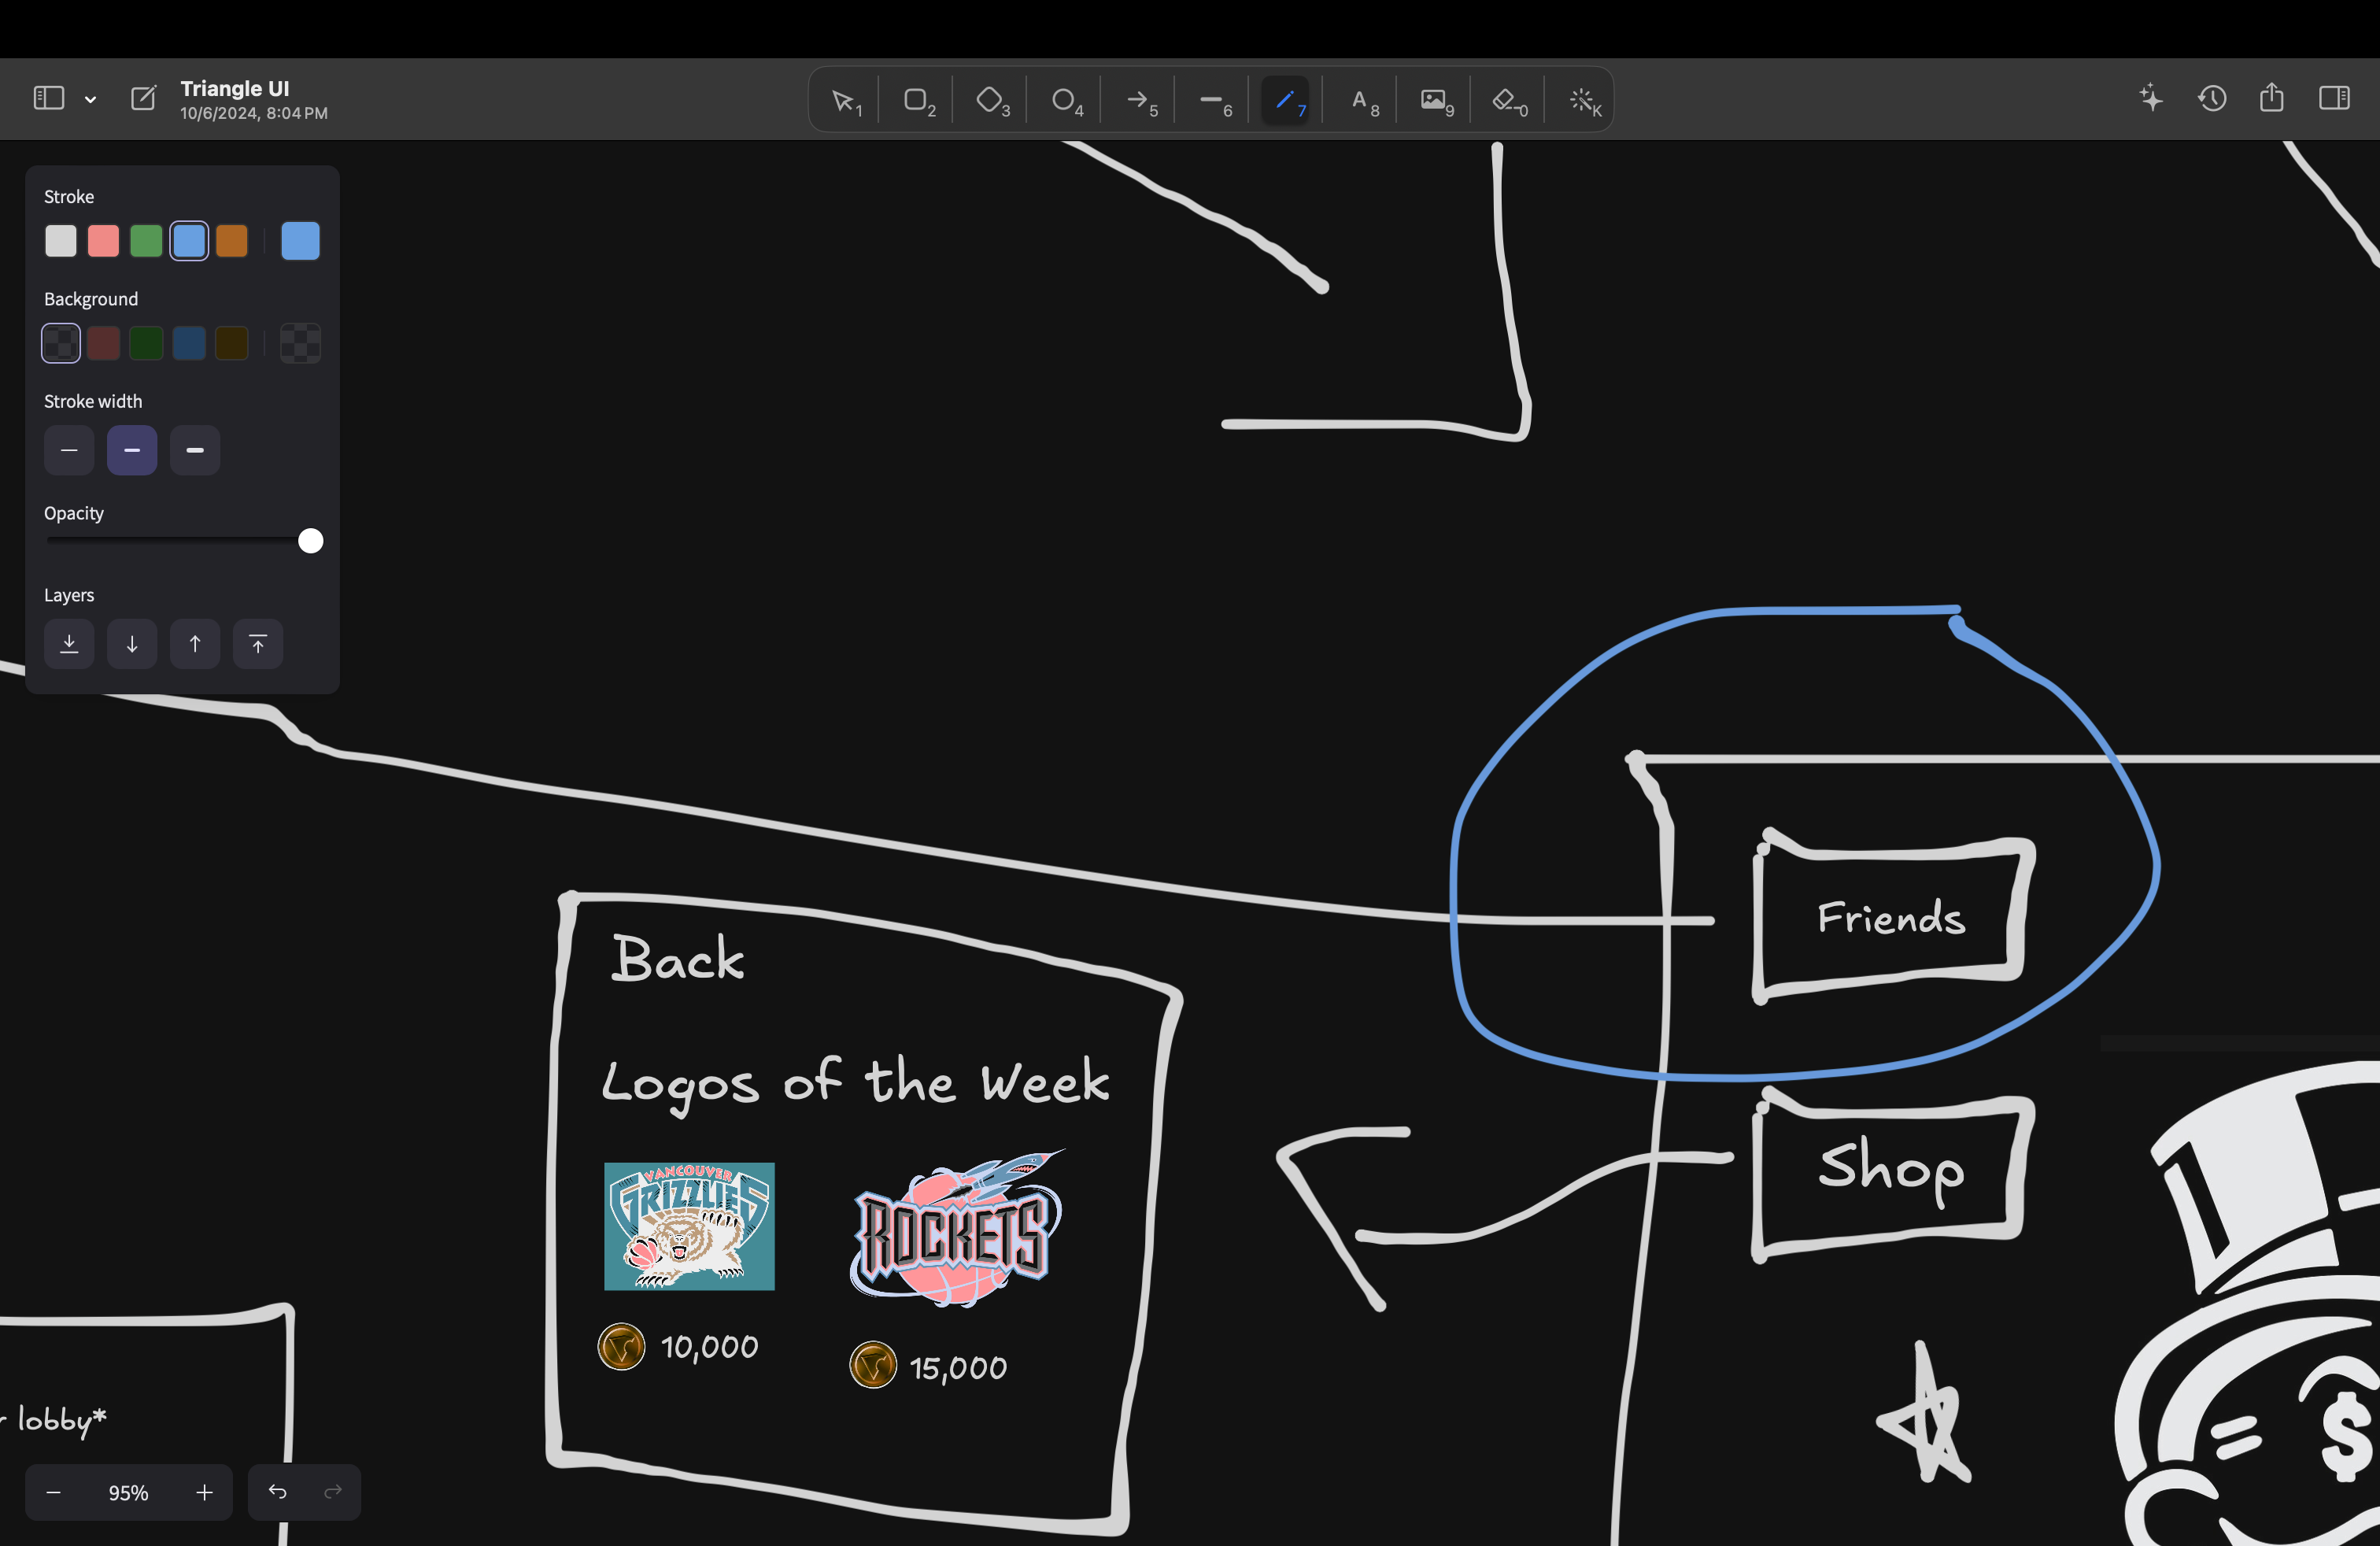 Triangle UI
10/6/2024, 8:04 PM
1 2 3 4 5 6 7 A 8 9 0 K
Stroke
Background
Stroke width
Opacity
Layers
Friends
Back
Logos of the Week
VANCOUVER
GRIZZLIES
ROCKETS
Shop
10,000
15,000
lobby*
$
95%